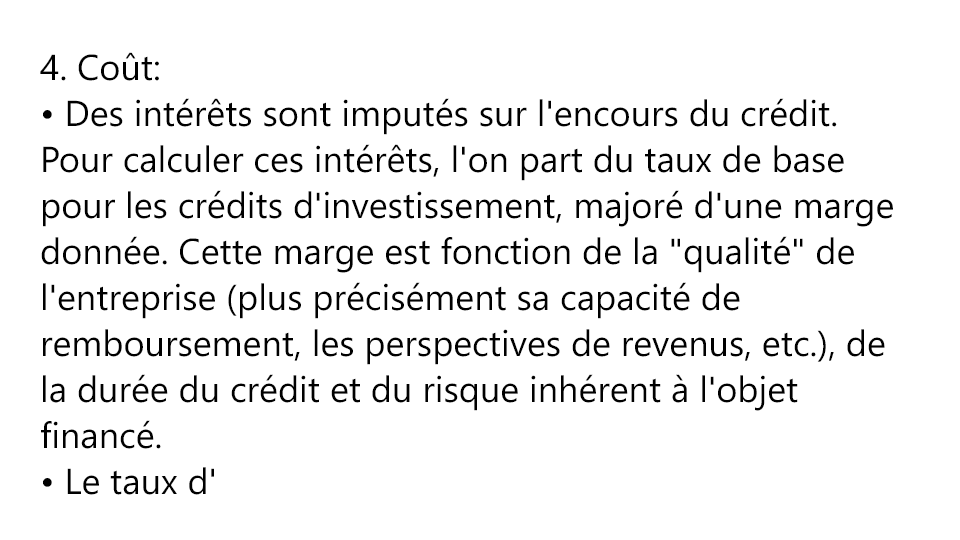 4. Coût:
• Des intérêts sont imputés sur l'encours du crédit.
Pour calculer ces intérêts, l'on part du taux de base
pour les crédits d'investissement, majoré d'une marge
donnée. Cette marge est fonction de la "qualité" de
l'entreprise (plus précisément sa capacité de
remboursement, les perspectives de revenus, etc.), de
la durée du crédit et du risque inhérent à l'objet
financé.
• Le taux d'